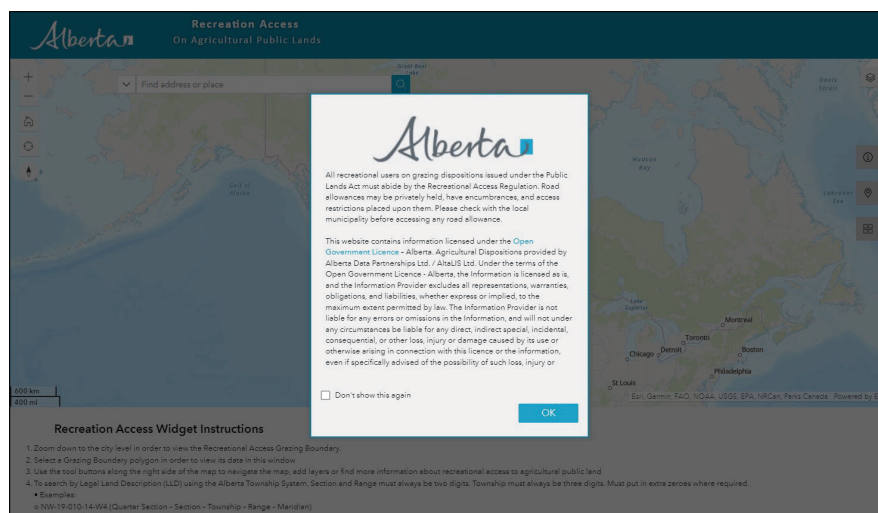 Alberta
Recreation Access
On Agricultural Public Lands
Find address or place
Great Bear
Lake
Davis
Strait
Alberta
All recreational users on grazing dispositions issued under the Public
Lands Act must abide by the Recreational Access Regulation. Road
allowances may be privately held, have encumbrances, and access
restrictions placed upon them. Please check with the local
municipality before accessing any road allowance.
This website contains information licensed under the Open
Government Licence – Alberta. Agricultural Dispositions provided by
Alberta Data Partnerships Ltd. / AltaLIS Ltd. Under the terms of the
Open Government Licence - Alberta, the Information is licensed as is,
and the Information Provider excludes all representations, warranties,
obligations, and liabilities, whether express or implied, to the
maximum extent permitted by law. The Information Provider is not
liable for any errors or omissions in the Information, and will not under
any circumstances be liable for any direct, indirect special, incidental,
consequential, or other loss, injury or damage caused by its use or
otherwise arising in connection with this licence or the information,
even if specifically advised of the possibility of such loss, injury or
Don't show this again
OK
Gulf of
Alaska
Hudson
Bay
Labrador
Sea
Lake
Superior
Montreal
Toronto
Chicago
Detroit
Boston
Philadelphia
St Louis
600 km
400 mi
Esri, Garmin, FAO, NOAA, USGS, EPA, NRCan, Parks Canada
Powered by E
Recreation Access Widget Instructions
1. Zoom down to the city level in order to view the Recreational Access Grazing Boundary.
2. Select a Grazing Boundary polygon in order to view its data in this window
3. Use the tool buttons along the right side of the map to navigate the map, add layers or find more information about recreational access to agricultural public land
4. To search by Legal Land Description (LLD) using the Alberta Township System, Section and Range must always be two digits. Township must always be three digits. Must put in extra zeroes where required.
• Examples:
o NW-19-010-14-W4 (Quarter Section - Section - Township - Range - Meridian)